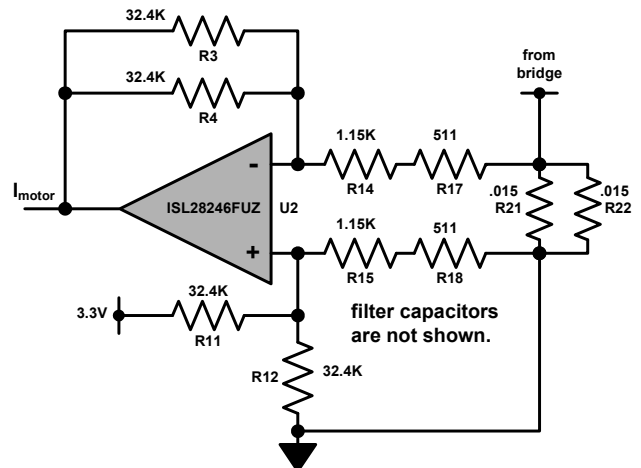 32.4K
R3
32.4K
R4
from
bridge
1.15K
511
R14
R17
.015
R21
.015
R22
-
I motor
ISL28246FUZ
U2
+
1.15K
511
R15
R18
32.4K
3.3V
R11
filter capacitors
are not shown.
R12
32.4K